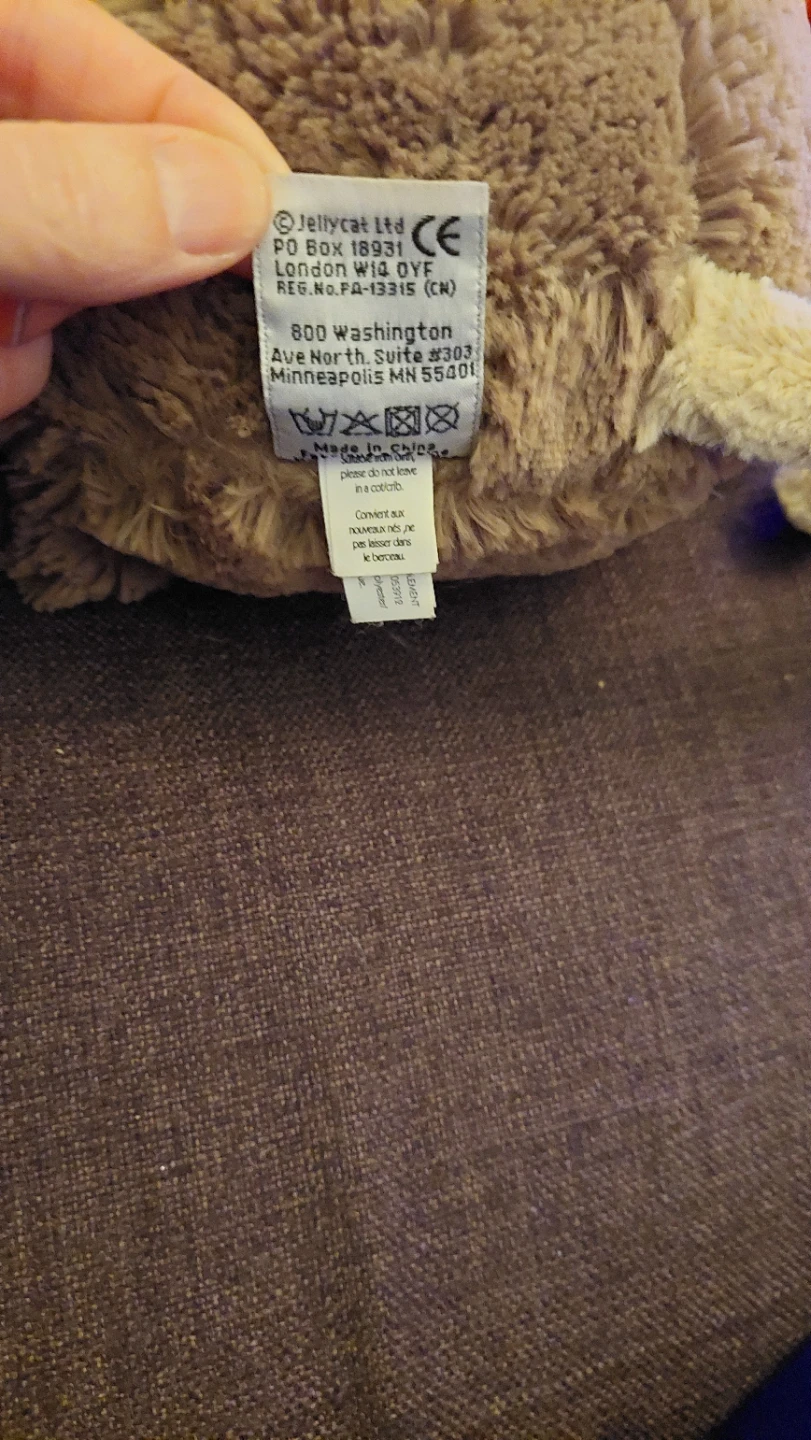 ©Jellycat Ltd CE
PO Box 18931
London W14 0YF
REG.No.PA-13315 (CN)
800 Washington
Ave North. Suite #303
Minneapolis MN 55401
Made in China
please do not leave
in a cot/crib.
Convient aux
nouveaux nés ,ne
pas laisser dans
le berceau.
053912